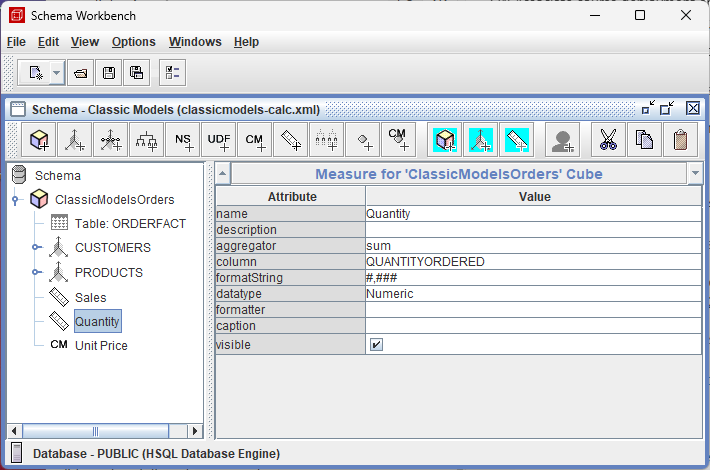 Schema Workbench
File Edit View Options Windows Help
Schema - Classic Models (classicmodels-calc.xml)
NS UDF CM CM
Schema
ClassicModelsOrders
Table: ORDERFACT
CUSTOMERS
PRODUCTS
Sales
Quantity
CM Unit Price
Measure for 'ClassicModelsOrders' Cube
Attribute Value
name Quantity
description
aggregator sum
column QUANTITYORDERED
formatString #,###
datatype Numeric
formatter
caption
visible
Database - PUBLIC (HSQL Database Engine)